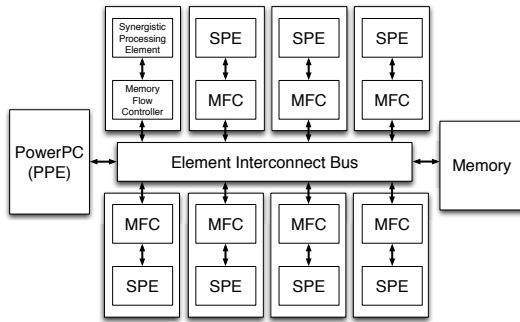 Synergistic
Processing
Element
SPE
SPE
SPE
Memory
Flow
Controller
MFC
MFC
MFC
PowerPC
(PPE)
Element Interconnect Bus
Memory
MFC
MFC
MFC
MFC
SPE
SPE
SPE
SPE